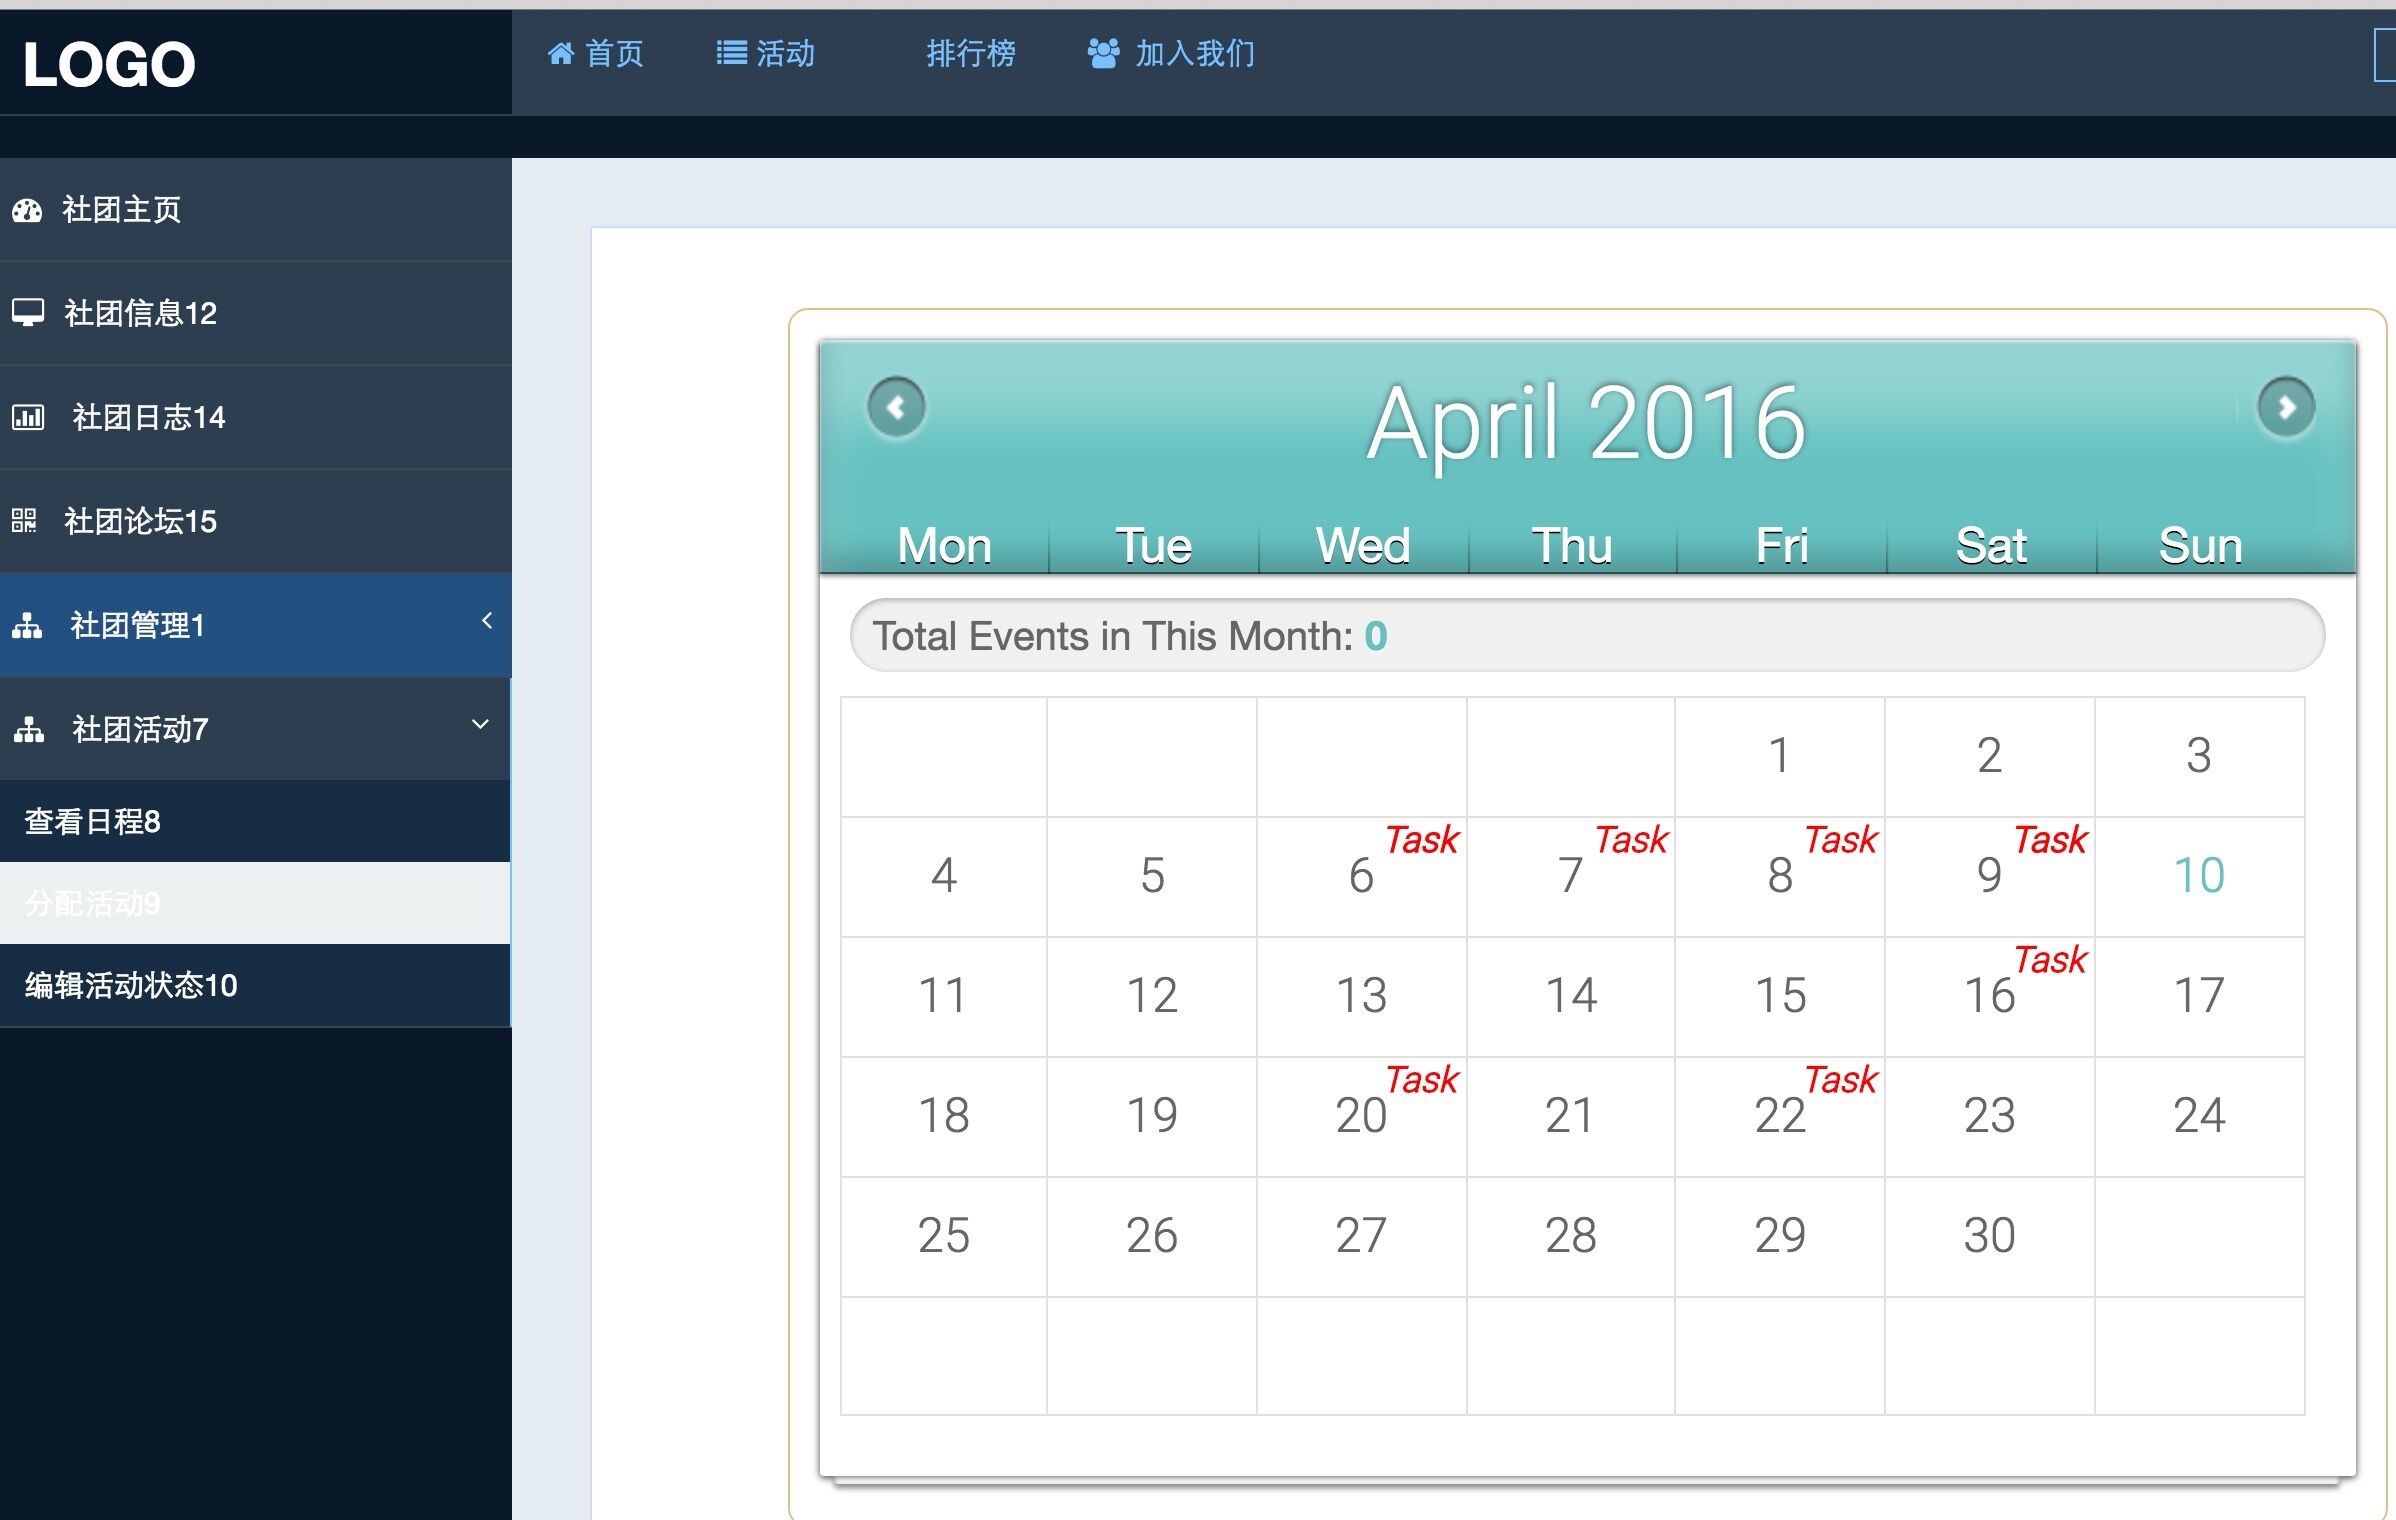 LOGO
首页 活动 排行榜 加入我们
社团主页
社团信息12
社团日志14
社团论坛15
社团管理1
社团活动7
查看日程8
分配活动9
编辑活动状态10
April 2016
Mon Tue Wed Thu Fri Sat Sun
Total Events in This Month: 0
1 2 3
Task Task Task Task
4 5 6 7 8 9 10
Task
11 12 13 14 15 16 17
Task Task
18 19 20 21 22 23 24
25 26 27 28 29 30